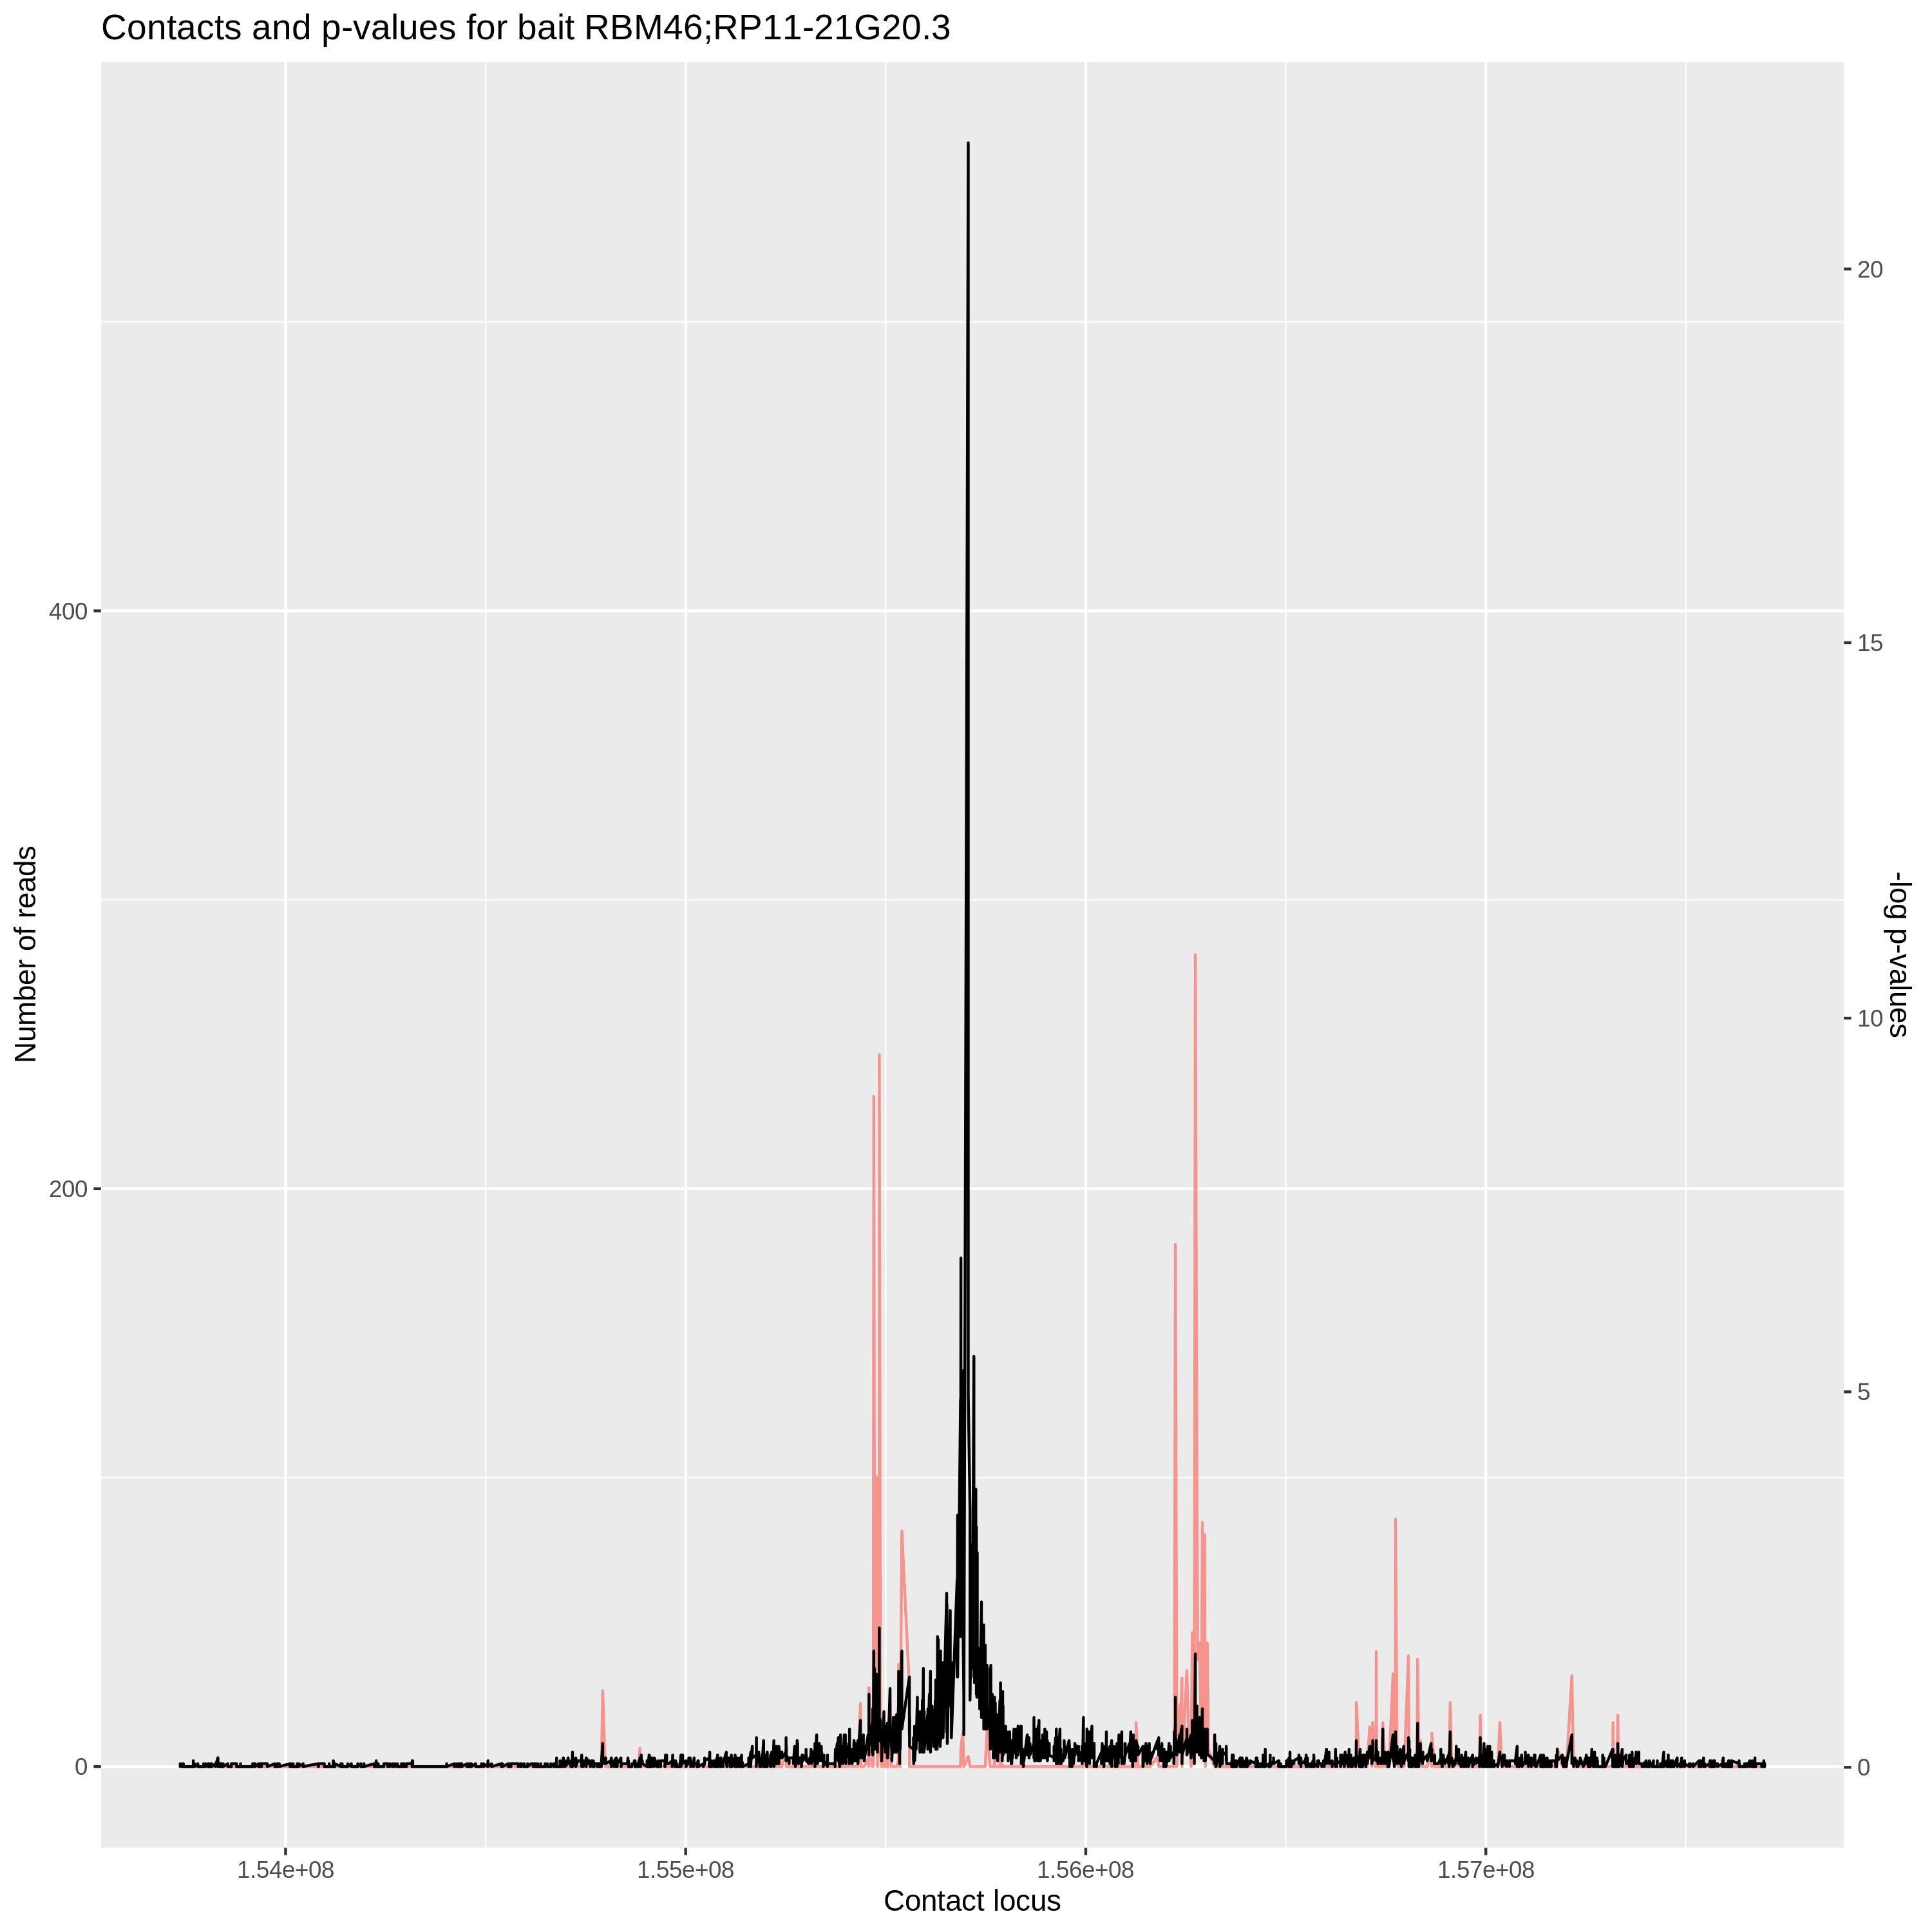 Contacts and p-values for bait RBM46;RP11-21G20.3
20
400
15
Number of reads
-log p-values
10
200
5
0
0
1.54e+08
1.55e+08
1.56e+08
1.57e+08
Contact locus